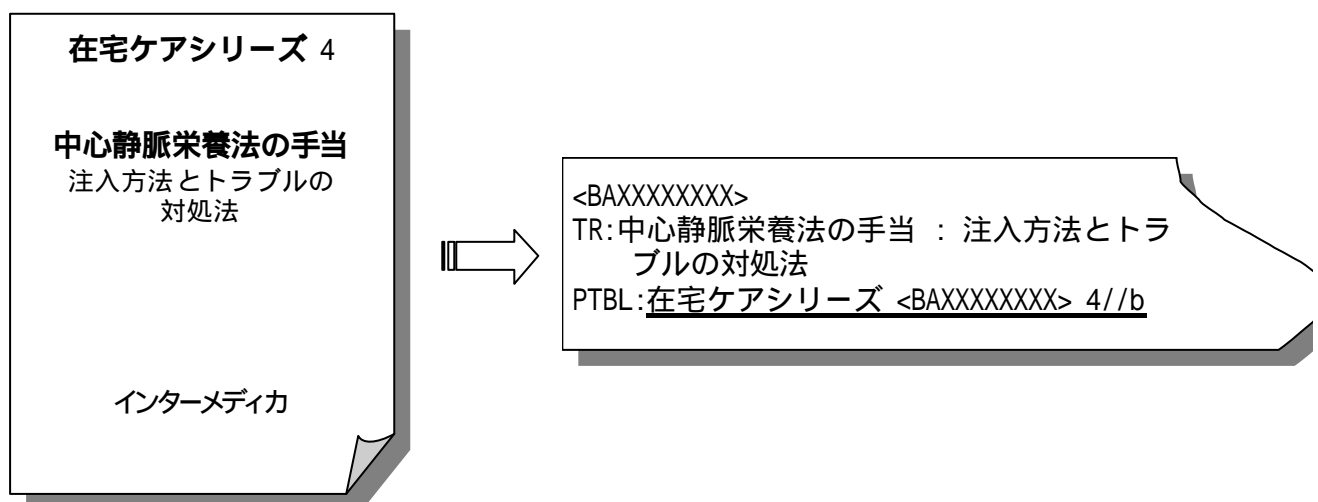 在宅ケアシリーズ 4
中心静脈栄養法の手当
注入方法とトラブルの
対処法
インターメディカ
<BAXXXXXXXX>
TR:中心静脈栄養法の手当 : 注入方法とトラ
ブルの対処法
PTBL:在宅ケアシリーズ <BAXXXXXXXX> 4//b